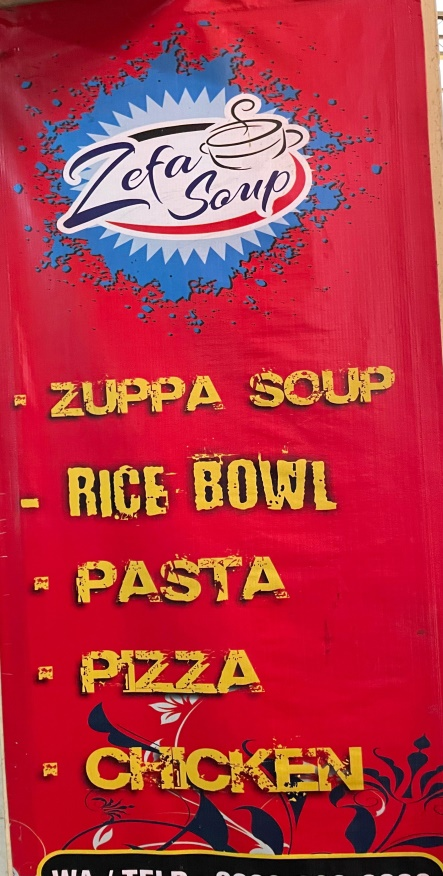 Zefa
Soup
- ZUPPA SOUP
- RICE BOWL
- PASTA
- PIZZA
- CHICKEN